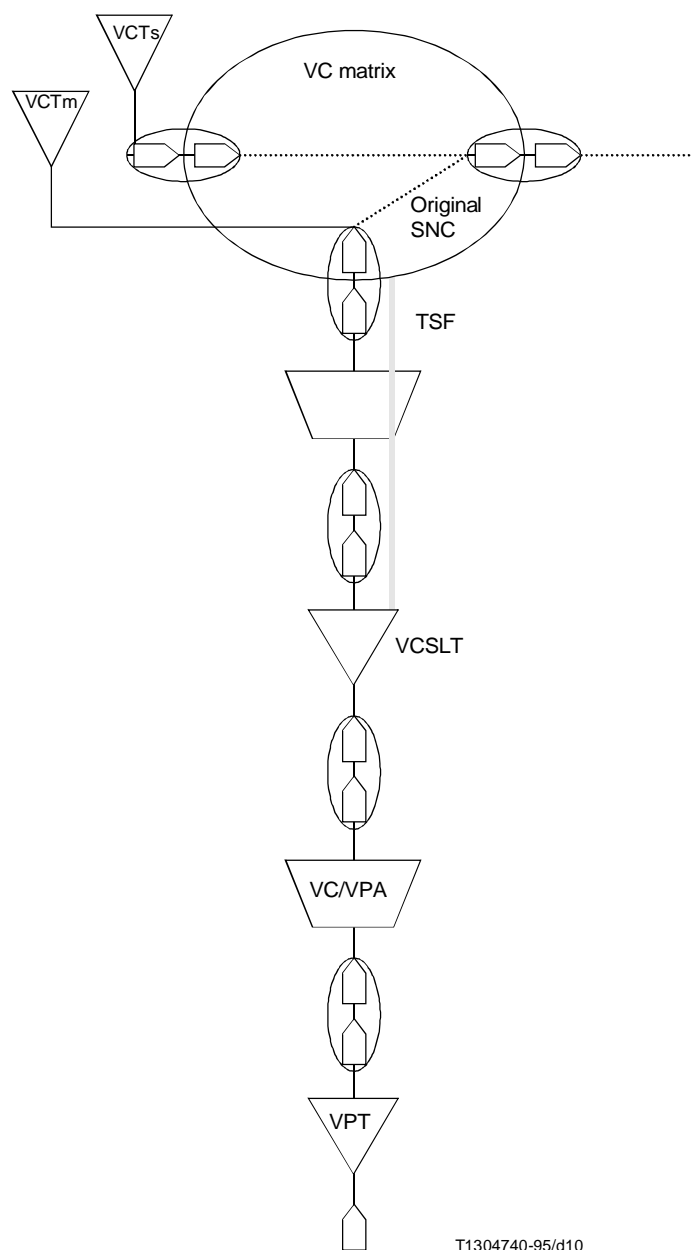 VCTs
VC matrix
VCTm
Original
SNC
TSF
VCSLT
VC/VPA
VPT
T1304740-95/d10